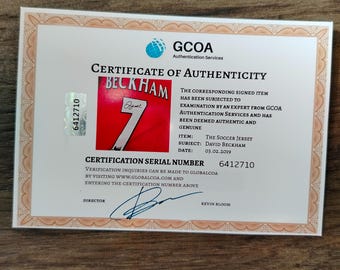 GCOA
Authentication Services
Certificate of Authenticity
BECKHAM
7
6412710
The corresponding signed item
has been subjected to
examination by an expert from GCOA
Authentication Services and has
been deemed authentic and
genuine
Item: The Soccer Jersey
Subject: David Beckham
Date: 03.02.2019
Certification Serial Number 6412710
Verification inquiries can be made to GlobalCOA
by visiting www.globalcoa.com and
entering the certification number above
Director
Kevin Bloom